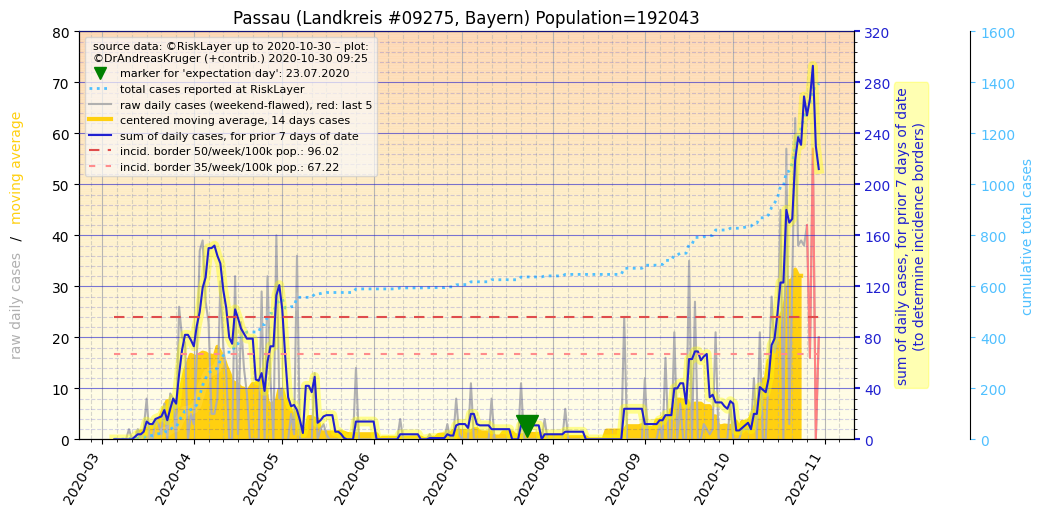 Passau (Landkreis #09275, Bayern) Population=192043
source data: ©RiskLayer up to 2020-10-30 – plot:
©DrAndreasKruger (+contrib.) 2020-10-30 09:25
marker for 'expectation day': 23.07.2020
total cases reported at RiskLayer
raw daily cases (weekend-flawed), red: last 5
centered moving average, 14 days cases
sum of daily cases, for prior 7 days of date
incid. border 50/week/100k pop.: 96.02
incid. border 35/week/100k pop.: 67.22
raw daily cases / moving average
80
70
60
50
40
30
20
10
0
2020-03
2020-04
2020-05
2020-06
2020-07
2020-08
2020-09
2020-10
2020-11
320
280
240
200
160
120
80
40
0
sum of daily cases, for prior 7 days of date
(to determine incidence borders)
1600
1400
1200
1000
800
600
400
200
0
cumulative total cases